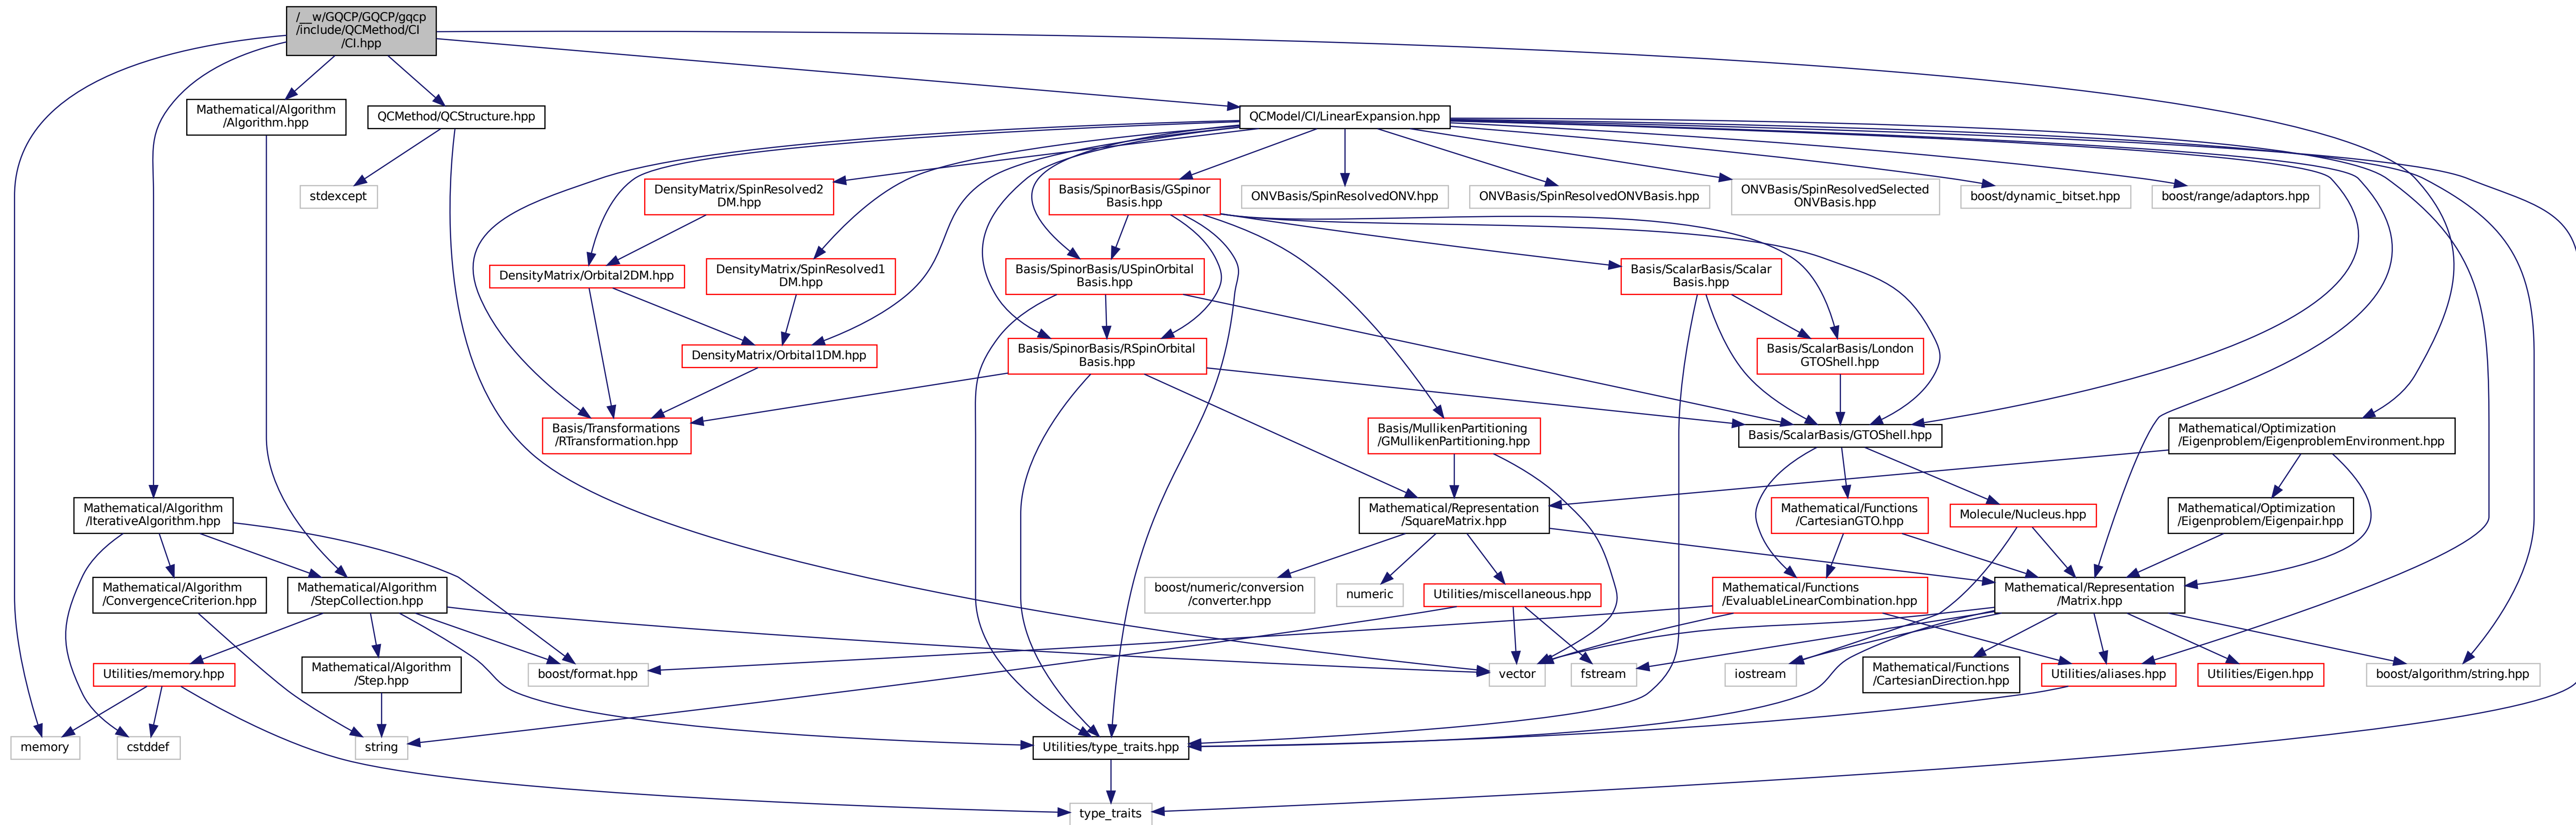 /__w/GQCP/GQCP/gqcp
/include/QCMethod/CI
/CI.hpp
Mathematical/Algorithm
/Algorithm.hpp
QCMethod/QCStructure.hpp
QCModel/CI/LinearExpansion.hpp
stdexcept
DensityMatrix/SpinResolved2
DM.hpp
Basis/SpinorBasis/GSpinor
Basis.hpp
ONVBasis/SpinResolvedONV.hpp
ONVBasis/SpinResolvedONVBasis.hpp
ONVBasis/SpinResolvedSelected
ONVBasis.hpp
boost/dynamic_bitset.hpp
boost/range/adaptors.hpp
DensityMatrix/Orbital2DM.hpp
DensityMatrix/SpinResolved1
DM.hpp
Basis/SpinorBasis/USpinOrbital
Basis.hpp
Basis/ScalarBasis/Scalar
Basis.hpp
DensityMatrix/Orbital1DM.hpp
Basis/SpinorBasis/RSpinOrbital
Basis.hpp
Basis/ScalarBasis/London
GTOShell.hpp
Basis/Transformations
/RTransformation.hpp
Basis/MullikenPartitioning
/GMullikenPartitioning.hpp
Basis/ScalarBasis/GTOShell.hpp
Mathematical/Optimization
/Eigenproblem/EigenproblemEnvironment.hpp
Mathematical/Algorithm
/IterativeAlgorithm.hpp
Mathematical/Representation
/SquareMatrix.hpp
Mathematical/Functions
/CartesianGTO.hpp
Molecule/Nucleus.hpp
Mathematical/Optimization
/Eigenproblem/Eigenpair.hpp
Mathematical/Algorithm
/ConvergenceCriterion.hpp
Mathematical/Algorithm
/StepCollection.hpp
boost/numeric/conversion
/converter.hpp
numeric
Utilities/miscellaneous.hpp
Mathematical/Functions
/EvaluableLinearCombination.hpp
Mathematical/Representation
/Matrix.hpp
Utilities/memory.hpp
Mathematical/Algorithm
/Step.hpp
boost/format.hpp
vector
fstream
iostream
Mathematical/Functions
/CartesianDirection.hpp
Utilities/aliases.hpp
Utilities/Eigen.hpp
boost/algorithm/string.hpp
memory
cstddef
string
Utilities/type_traits.hpp
type_traits